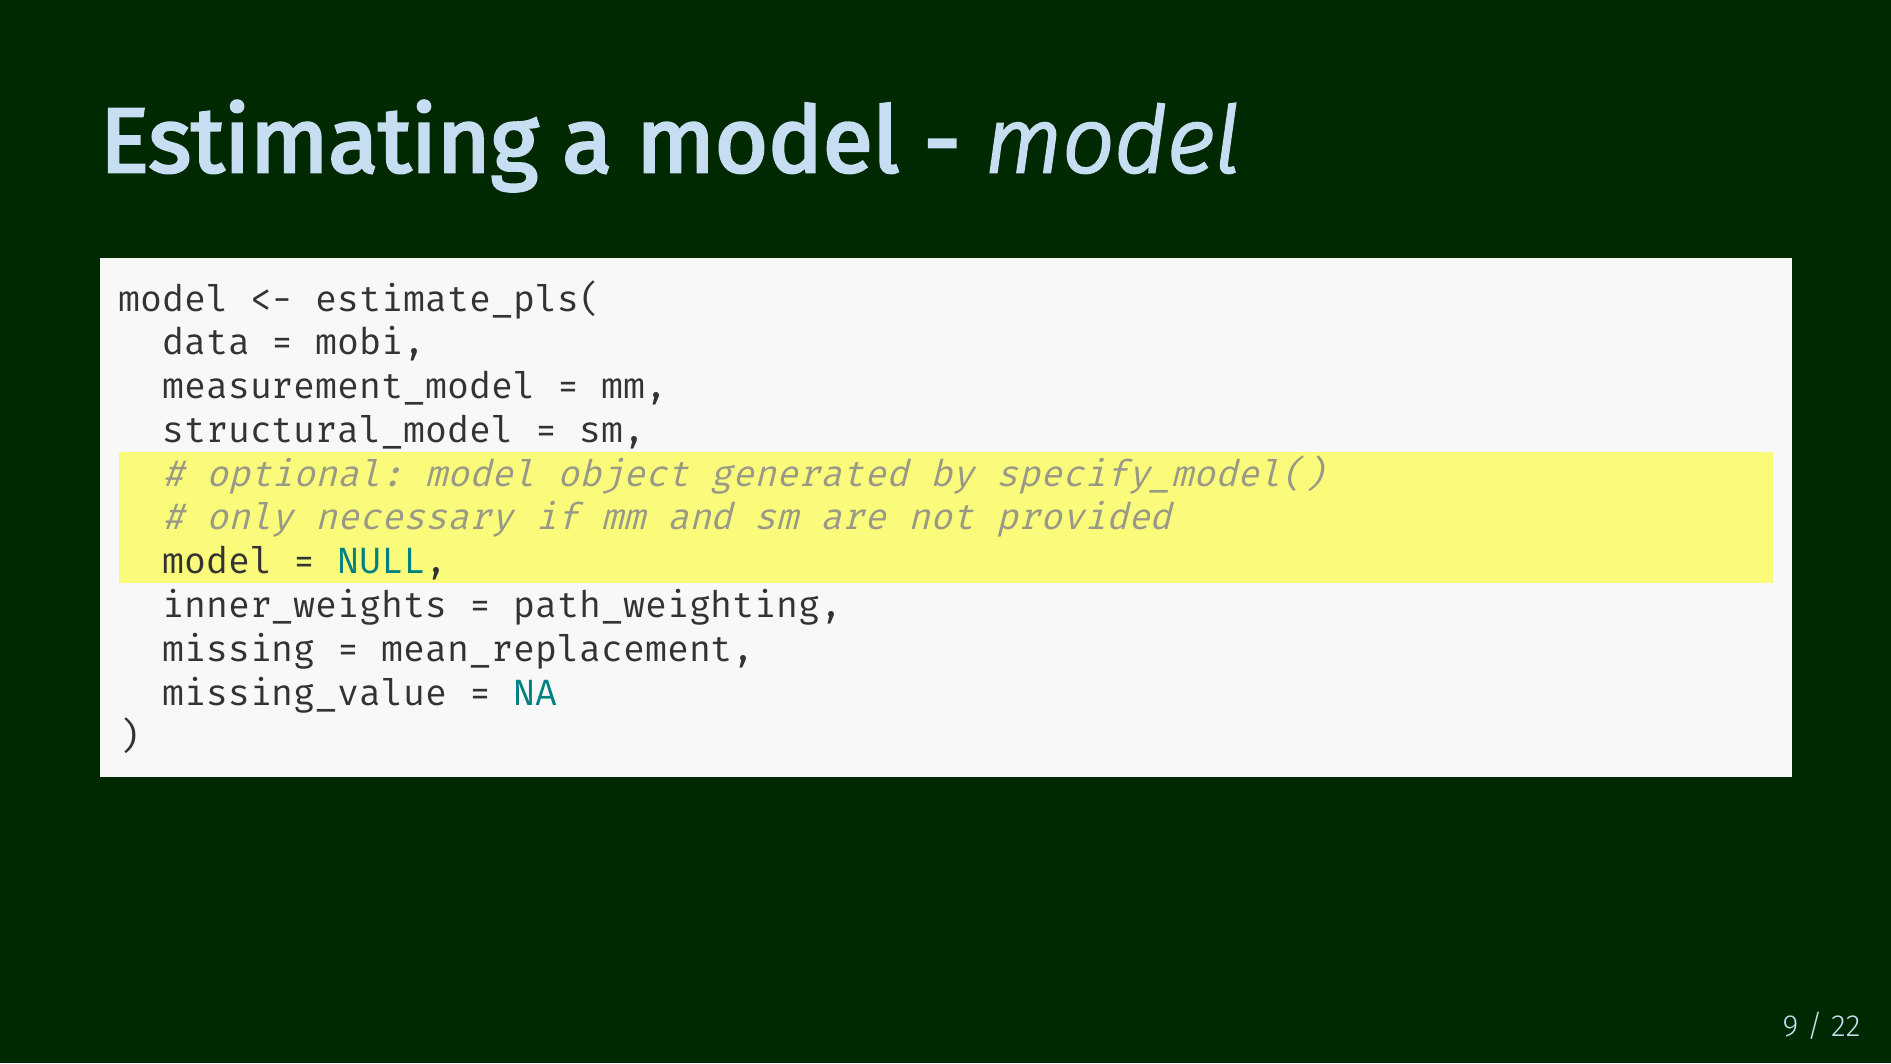 Estimating a model - model
model <- estimate_pls(
  data = mobi,
  measurement_model = mm,
  structural_model = sm,
  # optional: model object generated by specify_model()
  # only necessary if mm and sm are not provided
  model = NULL,
  inner_weights = path_weighting,
  missing = mean_replacement,
  missing_value = NA
)
9 / 22